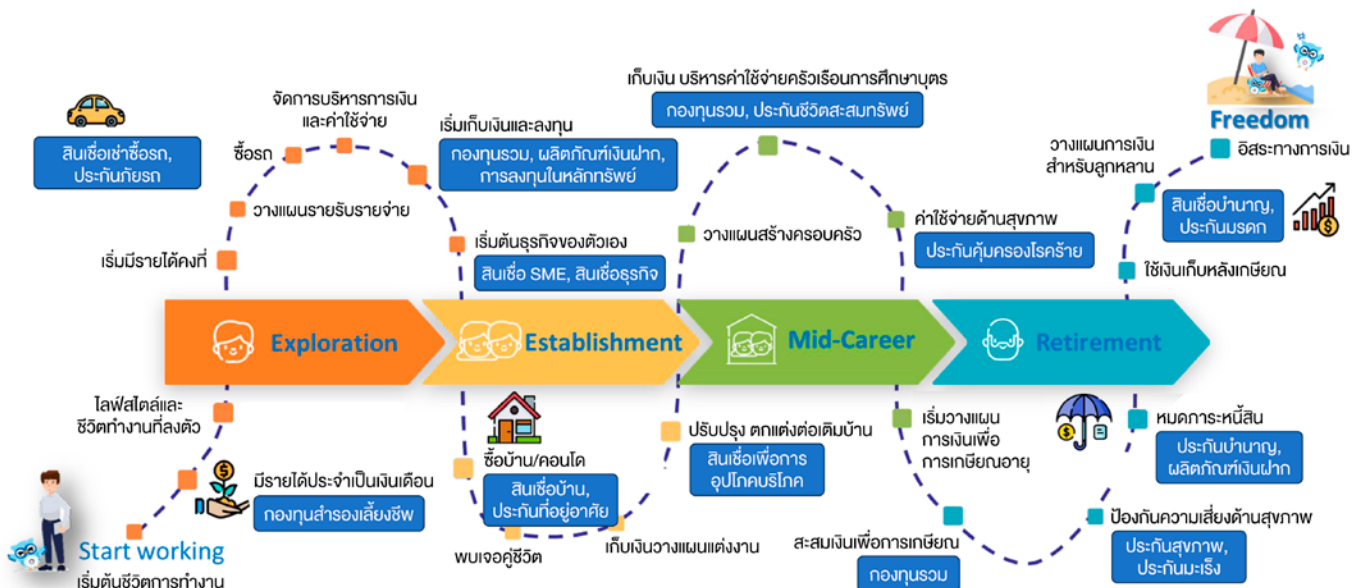 Start working
เริ่มต้นชีวิตการทำงาน
มีรายได้ประจำเป็นเงินเดือน
กองทุนสำรองเลี้ยงชีพ
ไลฟ์สไตล์และ
ชีวิตทำงานที่ลงตัว
เริ่มมีรายได้คงที่
วางแผนรายรับรายจ่าย
ซื้อรถ
สินเชื่อเช่าซื้อรถ,
ประกันภัยรถ
จัดการบริหารการเงิน
และค่าใช้จ่าย
เริ่มเก็บเงินและลงทุน
กองทุนรวม, ผลิตภัณฑ์เงินฝาก,
การลงทุนในหลักทรัพย์
เริ่มต้นธุรกิจของตัวเอง
สินเชื่อ SME, สินเชื่อธุรกิจ
Exploration
Establishment
Mid-Career
Retirement
ซื้อบ้าน/คอนโด
สินเชื่อบ้าน,
ประกันที่อยู่อาศัย
พบเจอคู่ชีวิต
เก็บเงินวางแผนแต่งงาน
ปรับปรุง ตกแต่งต่อเติมบ้าน
สินเชื่อเพื่อการ
อุปโภคบริโภค
วางแผนสร้างครอบครัว
เก็บเงิน บริหารค่าใช้จ่ายครัวเรือนการศึกษาบุตร
กองทุนรวม, ประกันชีวิตสะสมทรัพย์
ค่าใช้จ่ายด้านสุขภาพ
ประกันคุ้มครองโรคร้าย
เริ่มวางแผน
การเงินเพื่อ
การเกษียณอายุ
สะสมเงินเพื่อการเกษียณ
กองทุนรวม
ป้องกันความเสี่ยงด้านสุขภาพ
ประกันสุขภาพ,
ประกันมะเร็ง
หมดภาระหนี้สิน
ประกันบำนาญ,
ผลิตภัณฑ์เงินฝาก
ใช้เงินเก็บหลังเกษียณ
วางแผนการเงิน
สำหรับลูกหลาน
สินเชื่อบำนาญ,
ประกันมรดก
Freedom
อิสระทางการเงิน